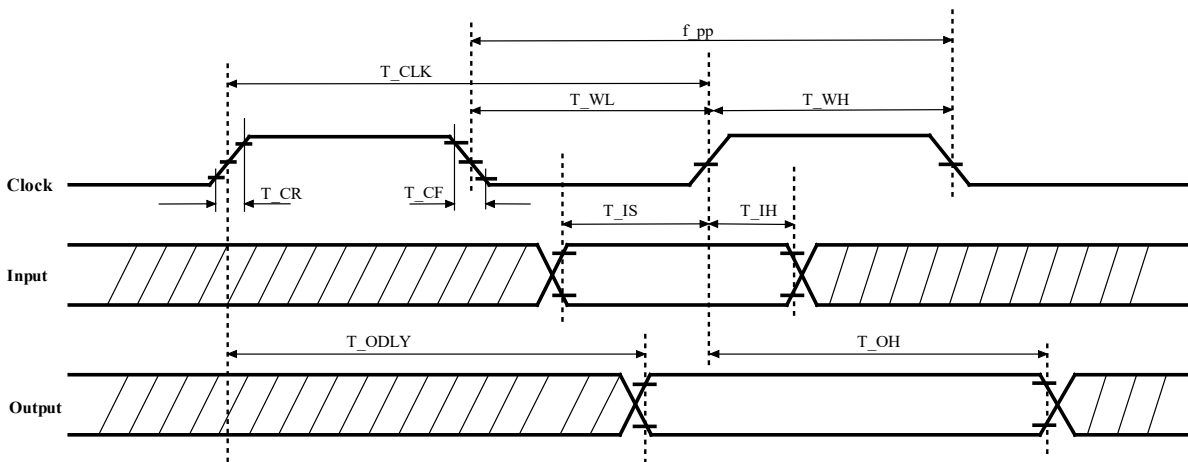 f_pp
T_CLK
T_WL
T_WH
Clock
T_CR
T_CF
T_IS
T_IH
Input
T_ODLY
T_OH
Output